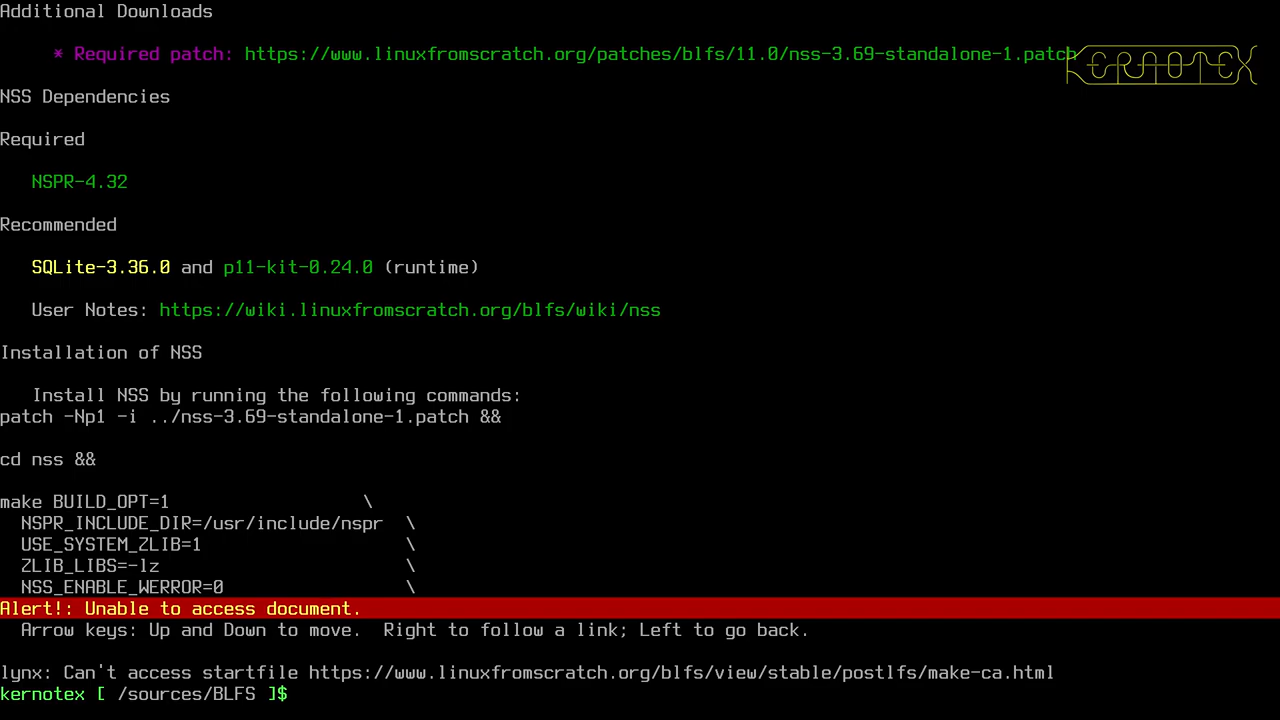 Additional Downloads
* Required patch: https://www.linuxfromscratch.org/patches/blfs/11.0/nss-3.69-standalone-1.patch
KERNOTEX
NSS Dependencies
Required
NSPR-4.32
Recommended
SQLite-3.36.0 and p11-kit-0.24.0 (runtime)
User Notes: https://wiki.linuxfromscratch.org/blfs/wiki/nss
Installation of NSS
Install NSS by running the following commands:
patch -Np1 -i ../nss-3.69-standalone-1.patch &&
cd nss &&
make BUILD_OPT=1 \
NSPR_INCLUDE_DIR=/usr/include/nspr \
USE_SYSTEM_ZLIB=1 \
ZLIB_LIBS=-lz \
NSS_ENABLE_WERROR=0 \
Alert!: Unable to access document.
Arrow keys: Up and Down to move. Right to follow a link; Left to go back.
lynx: Can't access startfile https://www.linuxfromscratch.org/blfs/view/stable/postlfs/make-ca.html
kernotex [ /sources/BLFS ]$